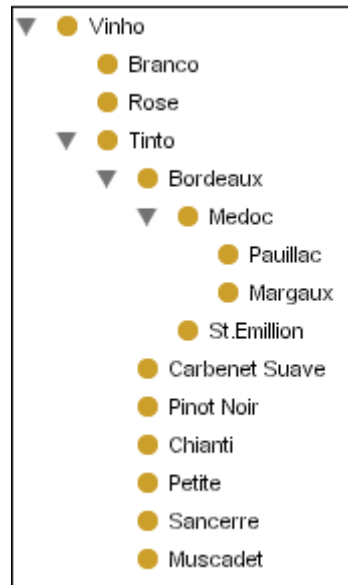 Vinho
Branco
Rose
Tinto
Bordeaux
Medoc
Pauillac
Margaux
St.Emillion
Carbenet Suave
Pinot Noir
Chianti
Petite
Sancerre
Muscadet